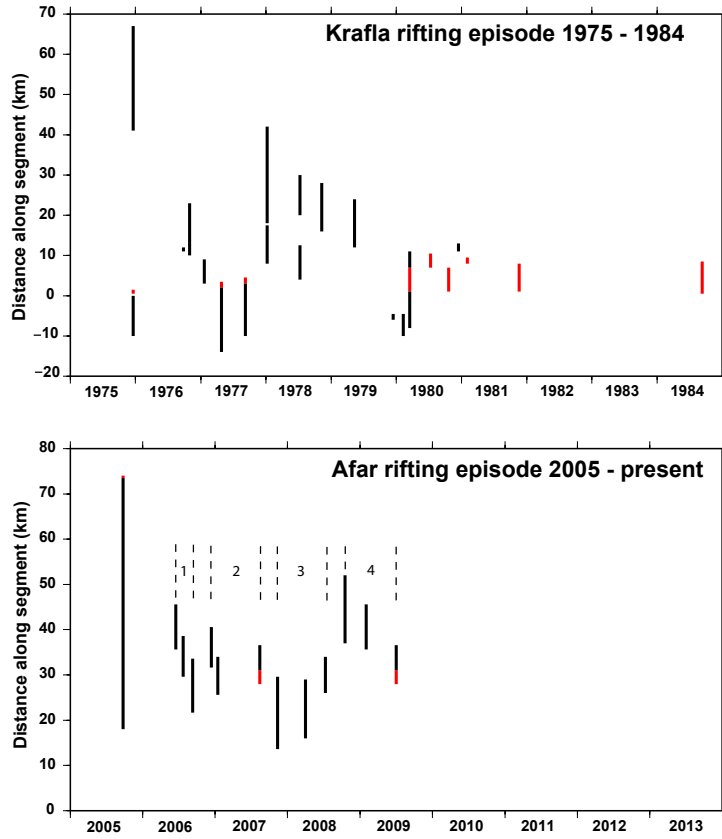 Krafla rifting episode 1975 - 1984
Distance along segment (km)
70
60
50
40
30
20
10
0
−10
−20
1975 1976 1977 1978 1979 1980 1981 1982 1983 1984
Afar rifting episode 2005 - present
Distance along segment (km)
80
70
60
50
40
30
20
10
0
1 2 3 4
2005 2006 2007 2008 2009 2010 2011 2012 2013